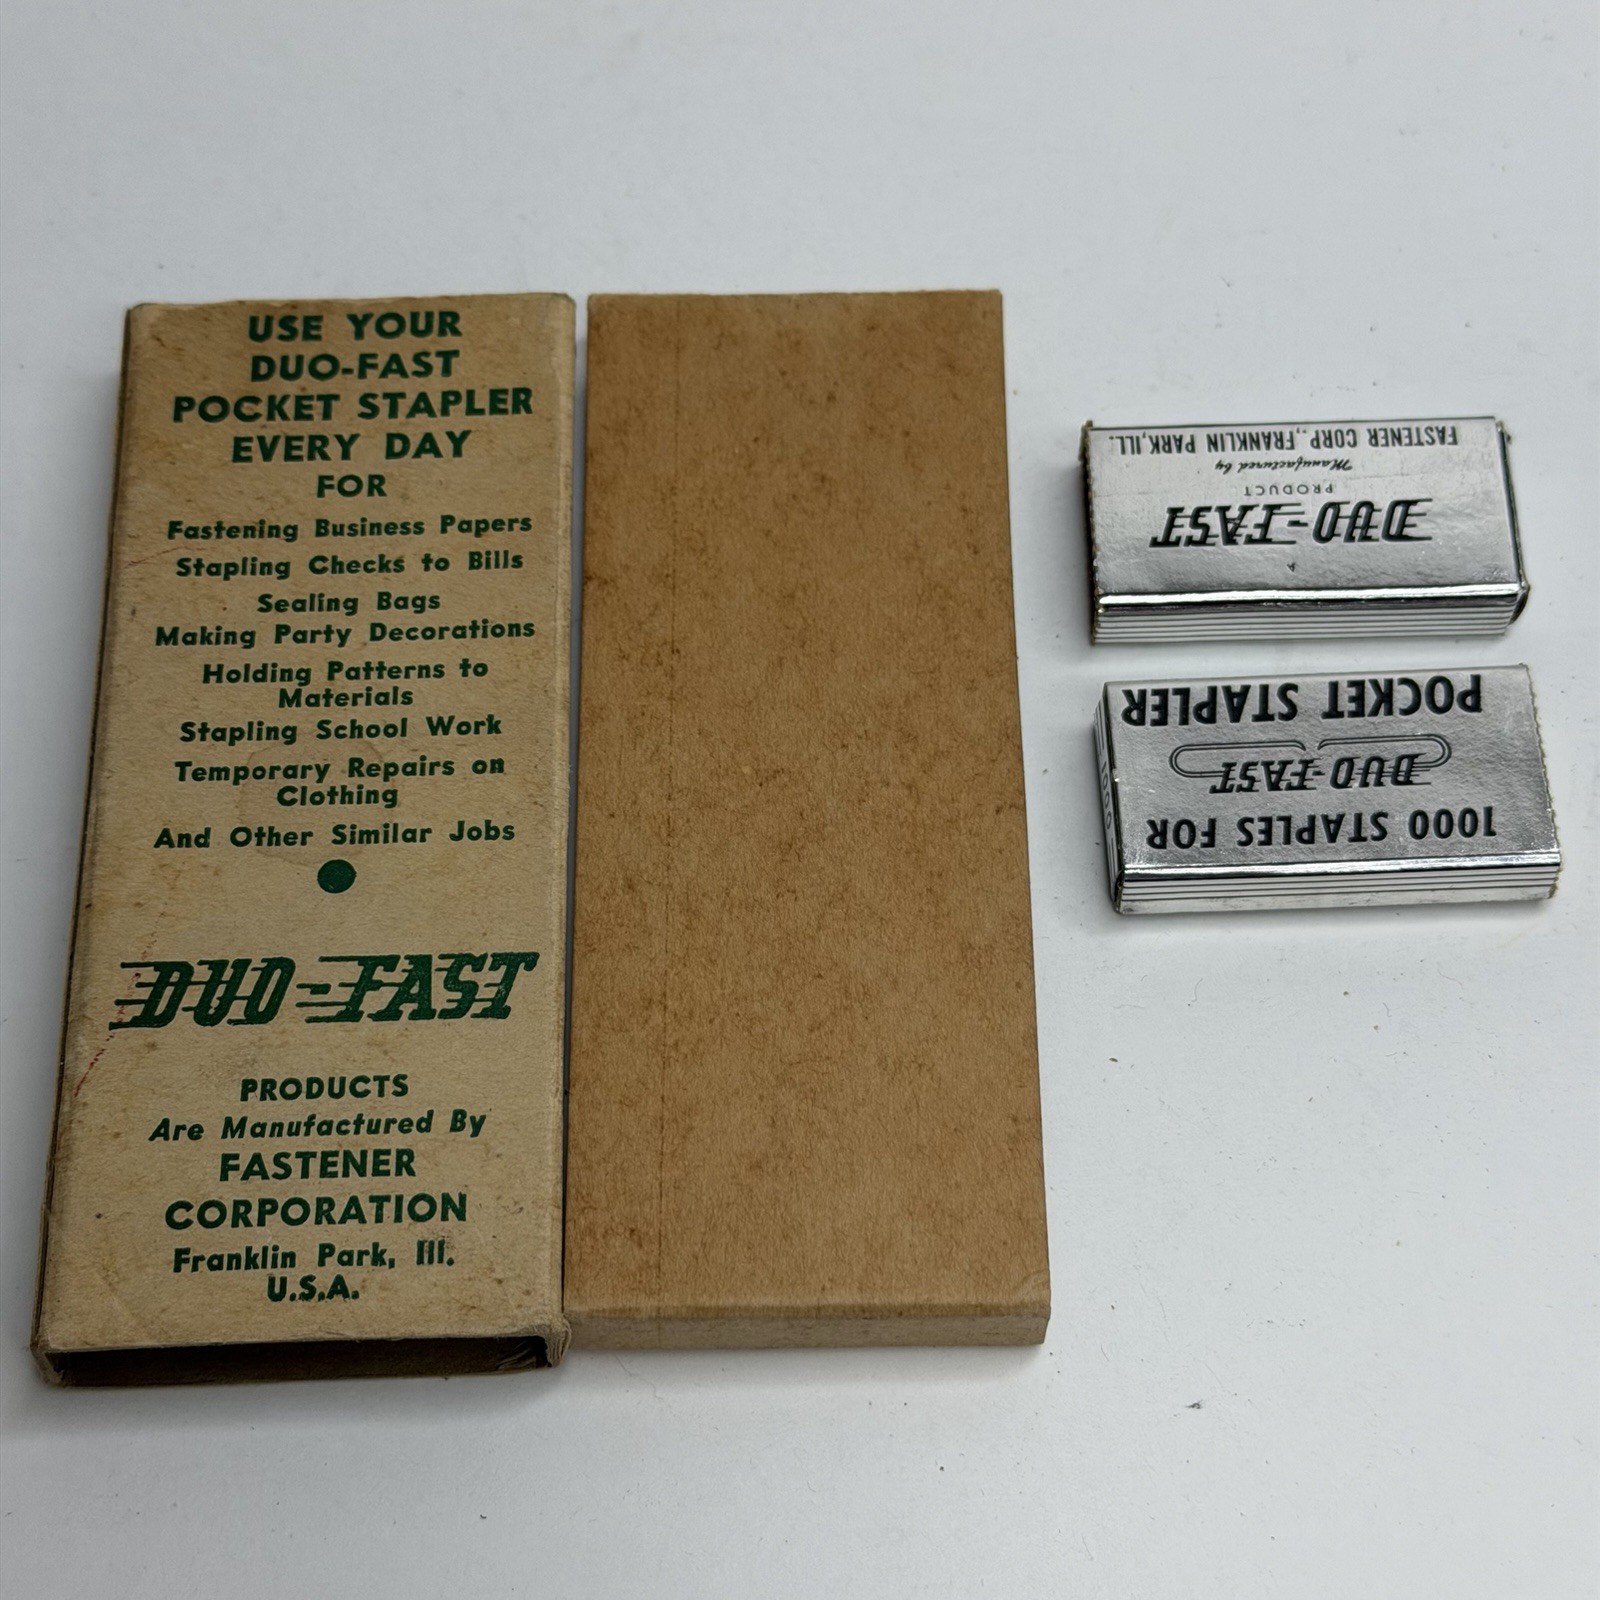 USE YOUR
DUO-FAST
POCKET STAPLER
EVERY DAY
FOR
Fastening Business Papers
Stapling Checks to Bills
Sealing Bags
Making Party Decorations
Holding Patterns to
Materials
Stapling School Work
Temporary Repairs on
Clothing
And Other Similar Jobs
DUO-FAST
PRODUCTS
Are Manufactured By
FASTENER
CORPORATION
Franklin Park, Ill.
U.S.A.
DUO-FAST
PRODUCT
Manufactured by
FASTENER CORP., FRANKLIN PARK, ILL.
1000 STAPLES FOR
DUO-FAST
POCKET STAPLER
1000